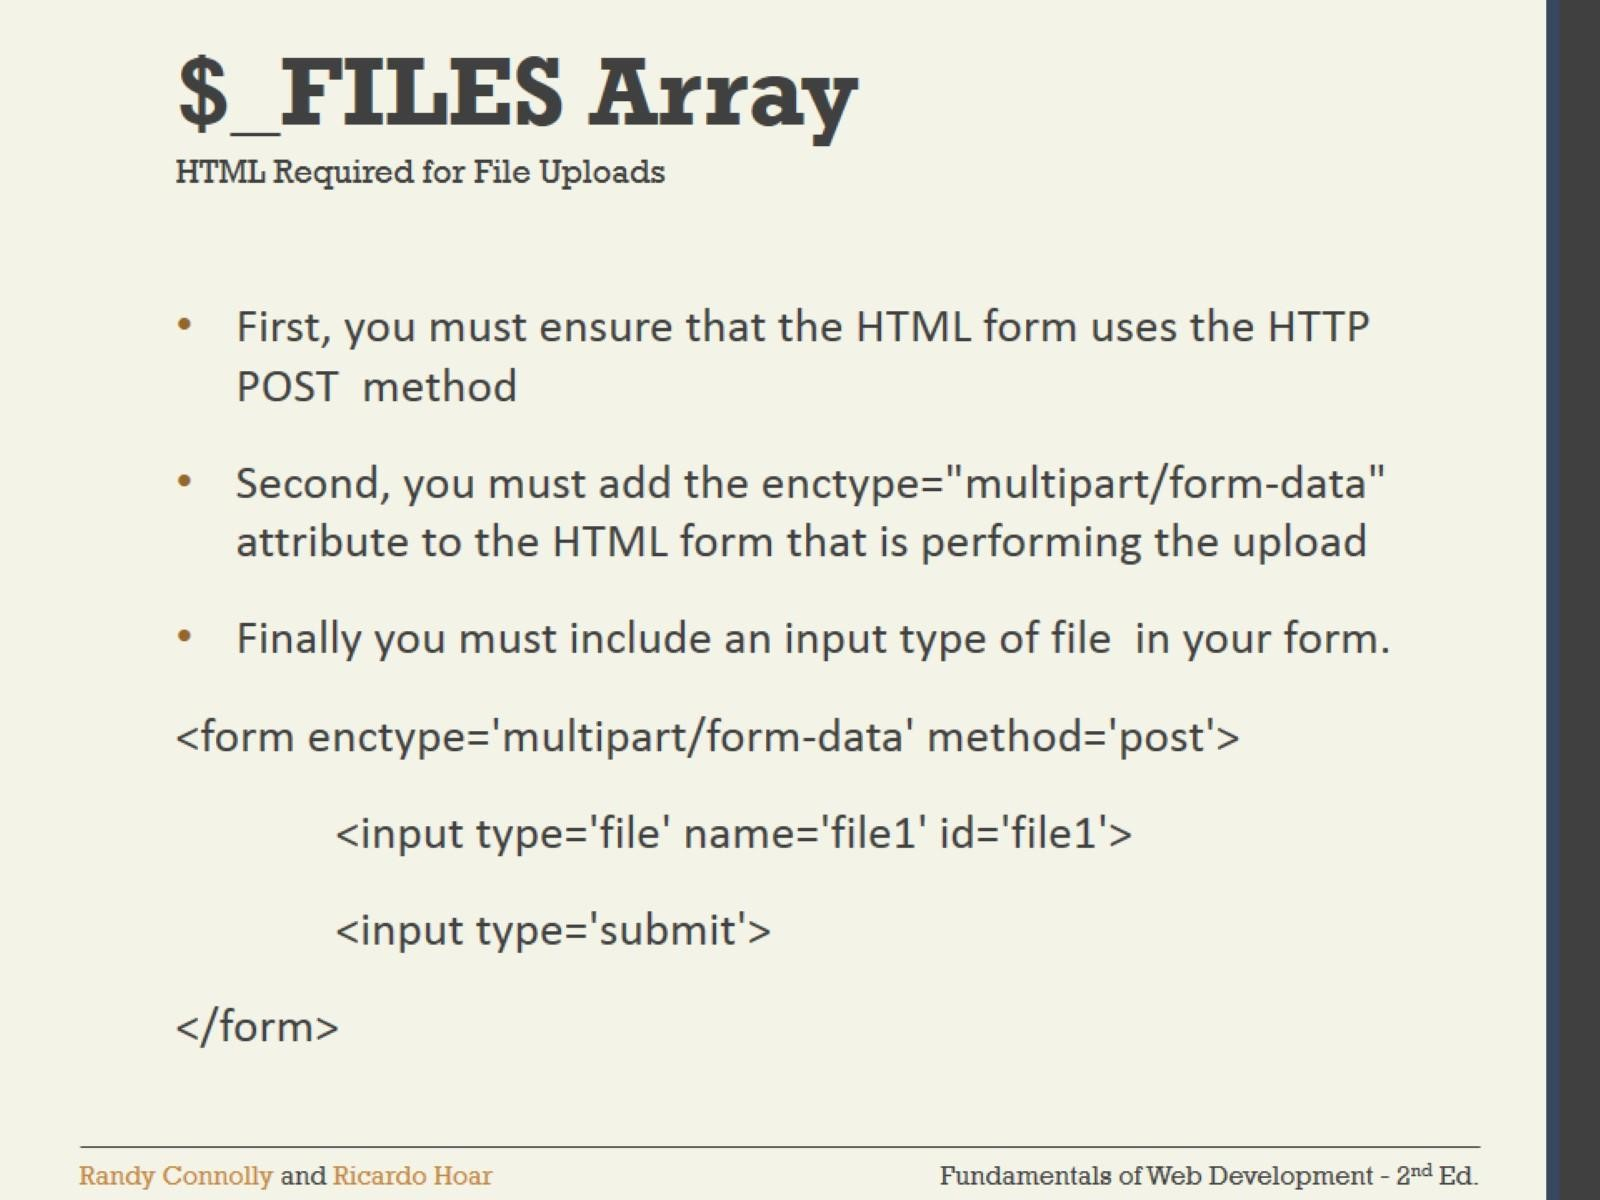 $_FILES Array
HTML Required for File Uploads
• First, you must ensure that the HTML form uses the HTTP
POST  method
• Second, you must add the enctype="multipart/form-data"
attribute to the HTML form that is performing the upload
• Finally you must include an input type of file  in your form.
<form enctype='multipart/form-data' method='post'>
<input type='file' name='file1' id='file1'>
<input type='submit'>
</form>
Randy Connolly and Ricardo Hoar
Fundamentals of Web Development - 2nd Ed.